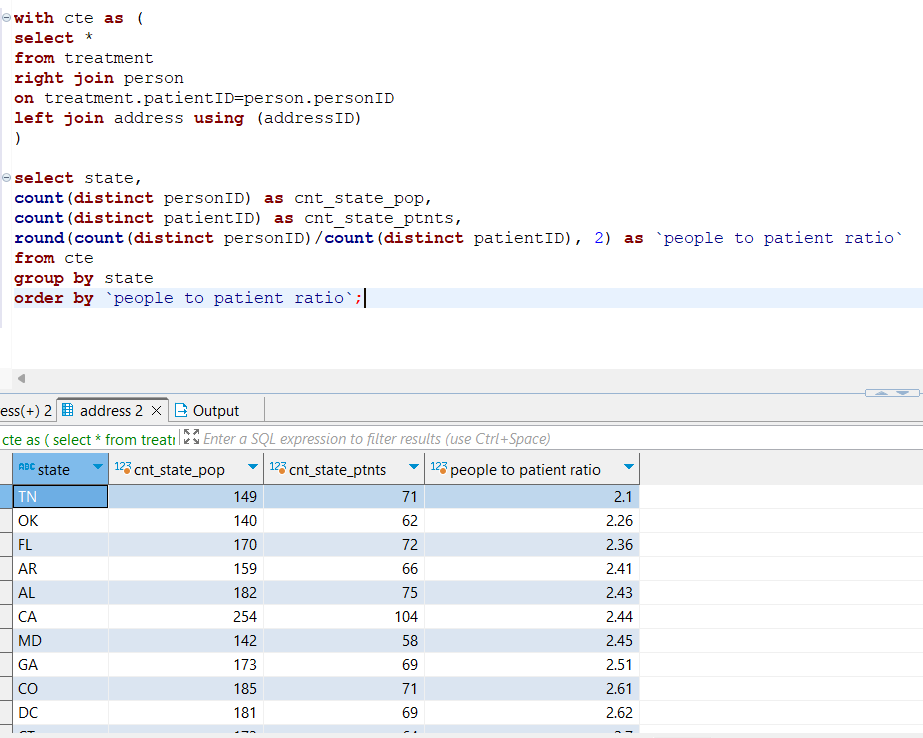 with cte as (
select *
from treatment
right join person
on treatment.patientID=person.personID
left join address using (addressID)
)
select state,
count(distinct personID) as cnt_state_pop,
count(distinct patientID) as cnt_state_ptnts,
round(count(distinct personID)/count(distinct patientID), 2) as `people to patient ratio`
from cte
group by state
order by `people to patient ratio`;
ess(+) 2 address 2 Output
cte as ( select * from treat Enter a SQL expression to filter results (use Ctrl+Space)
ABC state 123 cnt_state_pop 123 cnt_state_ptnts 123 people to patient ratio
TN 149 71 2.1
OK 140 62 2.26
FL 170 72 2.36
AR 159 66 2.41
AL 182 75 2.43
CA 254 104 2.44
MD 142 58 2.45
GA 173 69 2.51
CO 185 71 2.61
DC 181 69 2.62